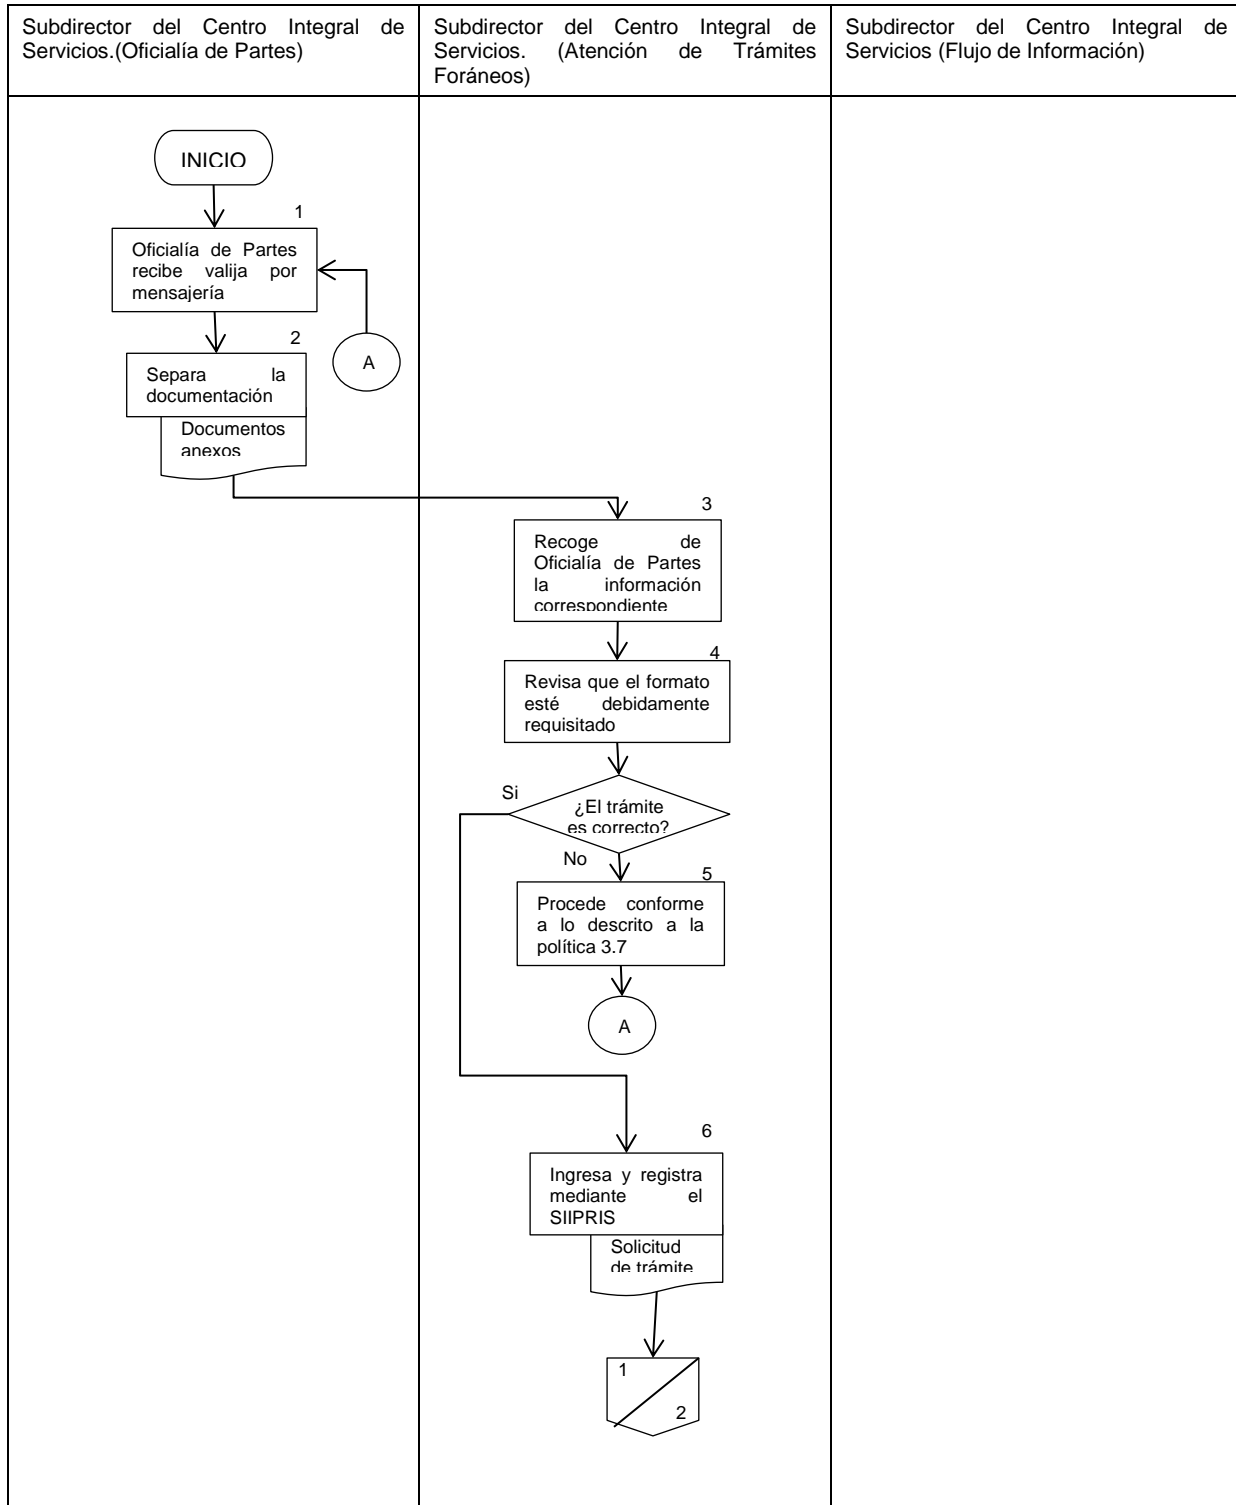 Subdirector del Centro Integral de
Servicios.(Oficialía de Partes)
Subdirector del Centro Integral de
Servicios. (Atención de Trámites
Foráneos)
Subdirector del Centro Integral de
Servicios (Flujo de Información)
INICIO
1
Oficialía de Partes
recibe valija por
mensajería
2
A
Separa la
documentación
Documentos
anexos
3
Recoge de
Oficialía de Partes
la información
correspondiente
4
Revisa que el formato
esté debidamente
requisitado
Si
¿El trámite
es correcto?
No
5
Procede conforme
a lo descrito a la
política 3.7
A
6
Ingresa y registra
mediante el
SIIPRIS
Solicitud
de trámite
1
2